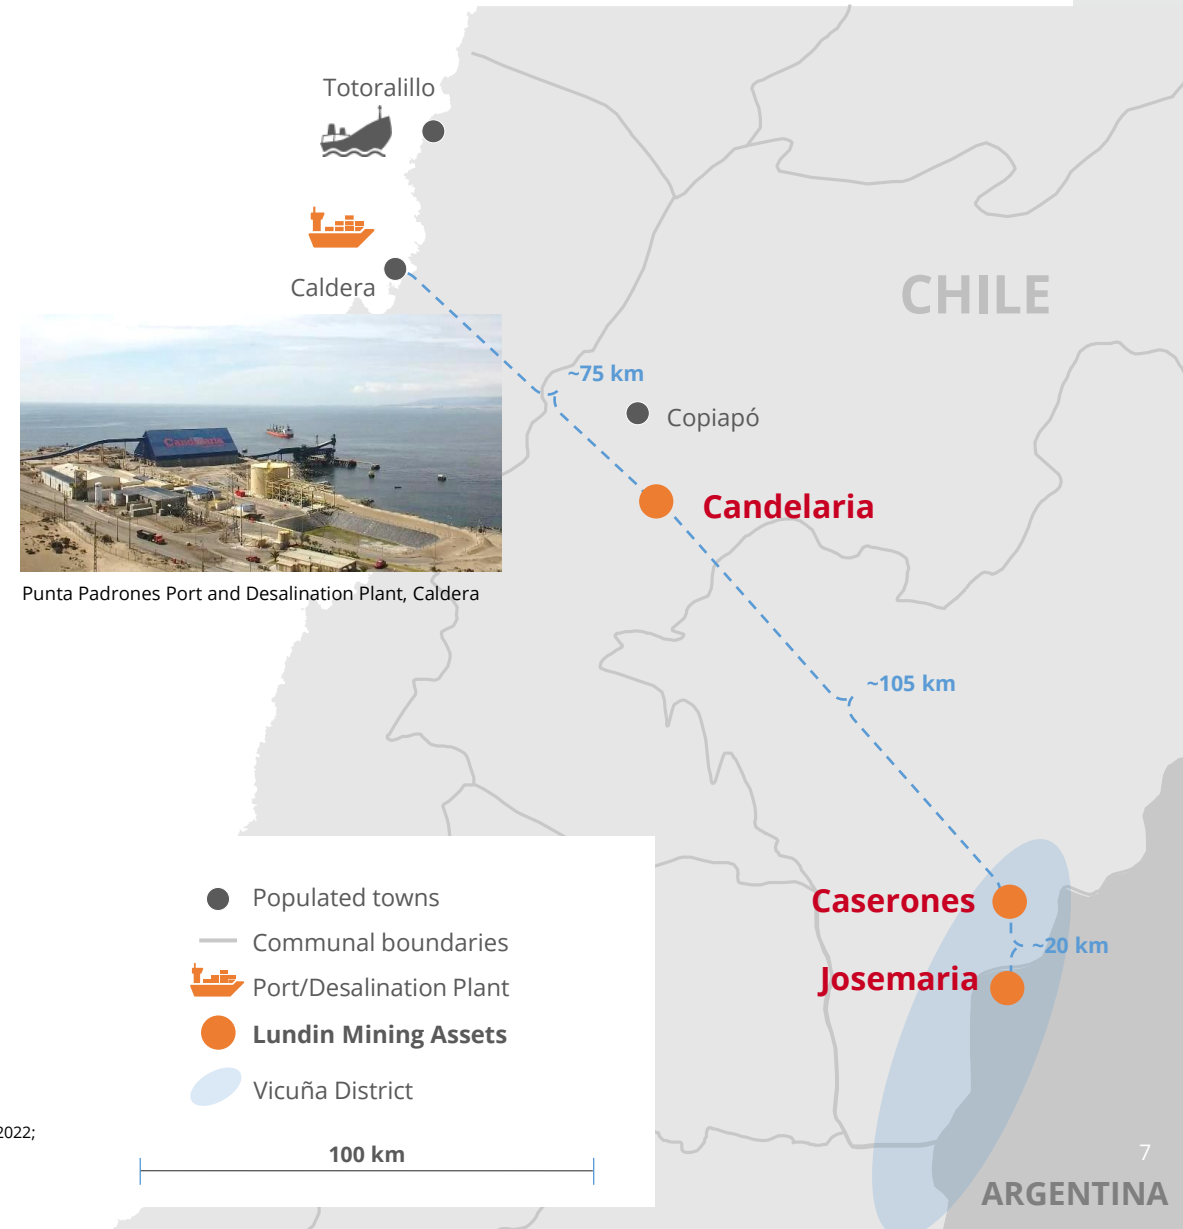 Totoralillo
Caldera
CHILE
~75 km
Copiapó
Candelaria
Candelaria
Punta Padrones Port and Desalination Plant, Caldera
~105 km
Caserones
~20 km
Josemaria
Populated towns
Communal boundaries
Port/Desalination Plant
Lundin Mining Assets
Vicuña District
2022;
100 km
7
ARGENTINA